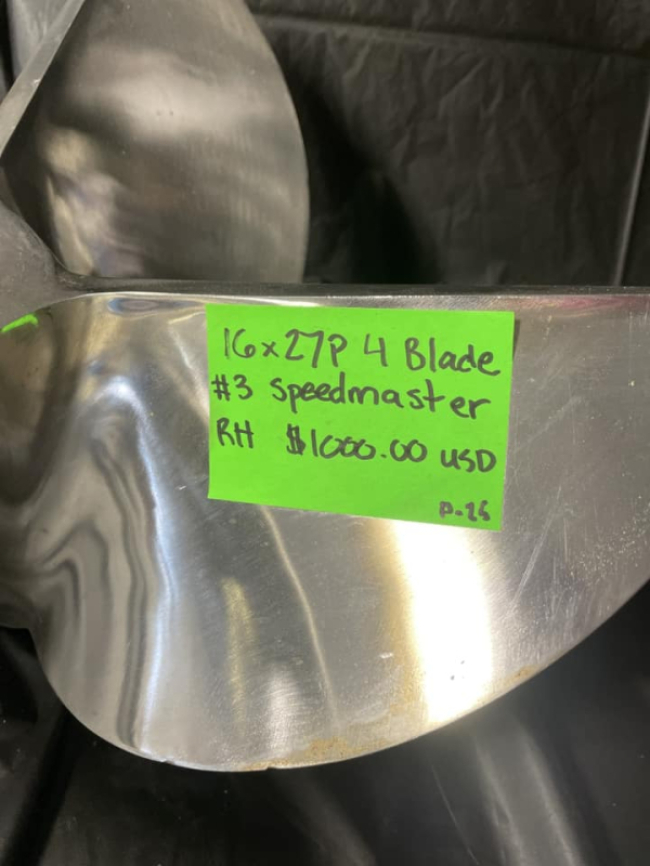 16x27P 4 Blade
#3 Speedmaster
RH $1000.00 USD
P-26